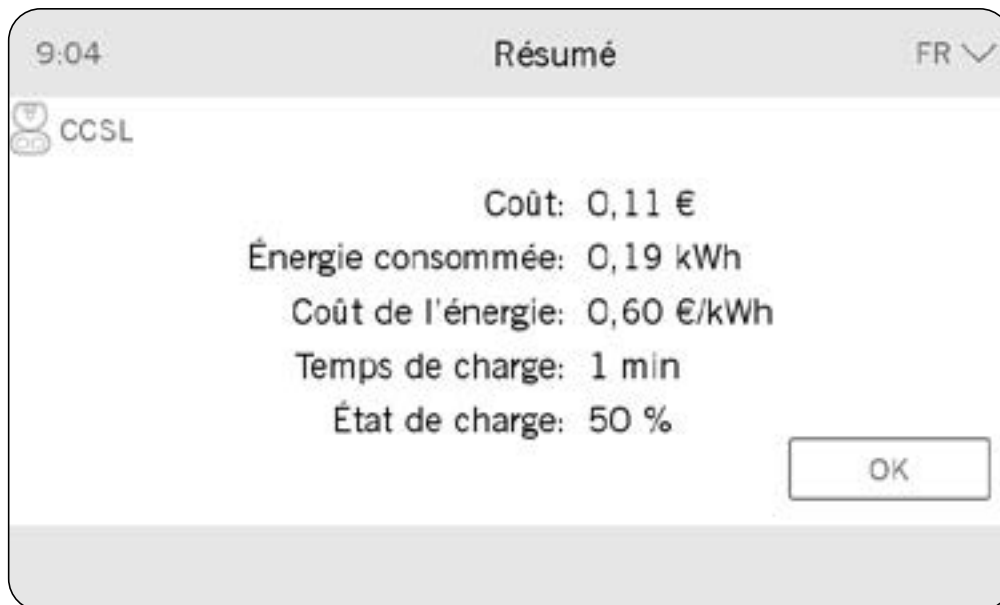 9:04 Résumé FR
CCSL
Coût: 0,11 €
Énergie consommée: 0,19 kWh
Coût de l'énergie: 0,60 €/kWh
Temps de charge: 1 min
État de charge: 50 %
OK